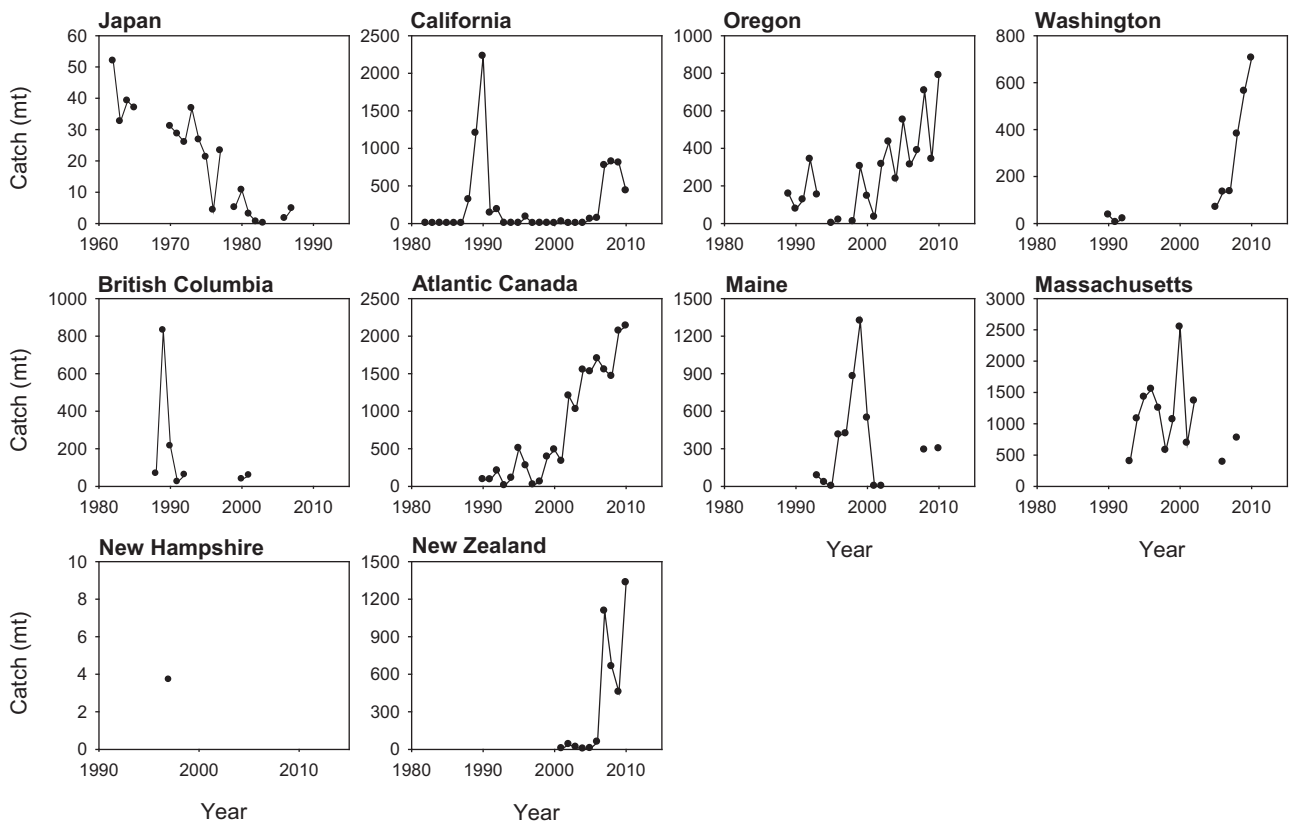 Japan California Oregon Washington
60 2500 1000 800
50
2000 800
600
40
1500 600
30 400
1000 400
20
200
10 500 200
0 0 0 0
1960 1970 1980 1990 1980 1990 2000 2010 1980 1990 2000 2010 1980 1990 2000 2010
Catch (mt)
British Columbia Atlantic Canada Maine Massachusetts
1000 2500 1500 3000
2500
800 2000 1200
2000
600 1500 900
1500
400 1000 600
1000
200 500 300 500
0 0 0 0
1980 1990 2000 2010 1980 1990 2000 2010 1980 1990 2000 2010 1980 1990 2000 2010
Catch (mt)
Year Year
New Hampshire New Zealand
10 1500
8 1200
6 900
4 600
2 300
0 0
1990 2000 2010 1980 1990 2000 2010
Catch (mt)
Year Year